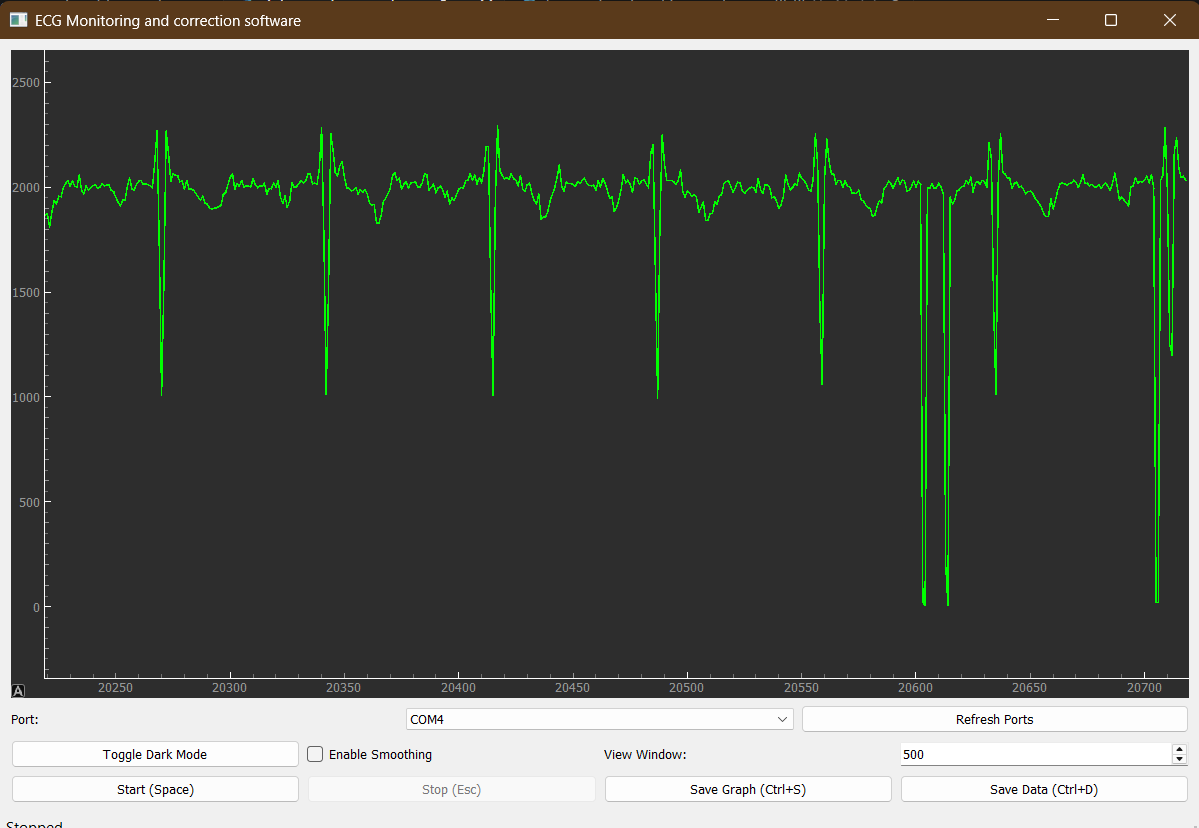 ECG Monitoring and correction software
2500
2000
1500
1000
500
0
A
20250 20300 20350 20400 20450 20500 20550 20600 20650 20700
Port: COM4 Refresh Ports
Toggle Dark Mode Enable Smoothing View Window: 500
Start (Space) Stop (Esc) Save Graph (Ctrl+S) Save Data (Ctrl+D)
Stopped